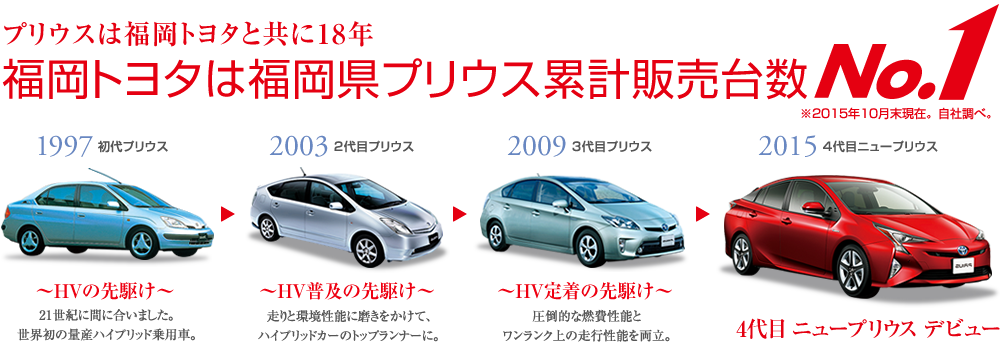 プリウスは福岡トヨタと共に18年
福岡トヨタは福岡県プリウス累計販売台数 No.1
※2015年10月末現在。自社調べ。
1997 初代プリウス
2003 2代目プリウス
2009 3代目プリウス
2015 4代目ニュープリウス
～HVの先駆け～
21世紀に間に合いました。
世界初の量産ハイブリッド乗用車。
～HV普及の先駆け～
走りと環境性能に磨きをかけて、
ハイブリッドカーのトップランナーに。
～HV定着の先駆け～
圧倒的な燃費性能と
ワンランク上の走行性能を両立。
4代目 ニュープリウス デビュー